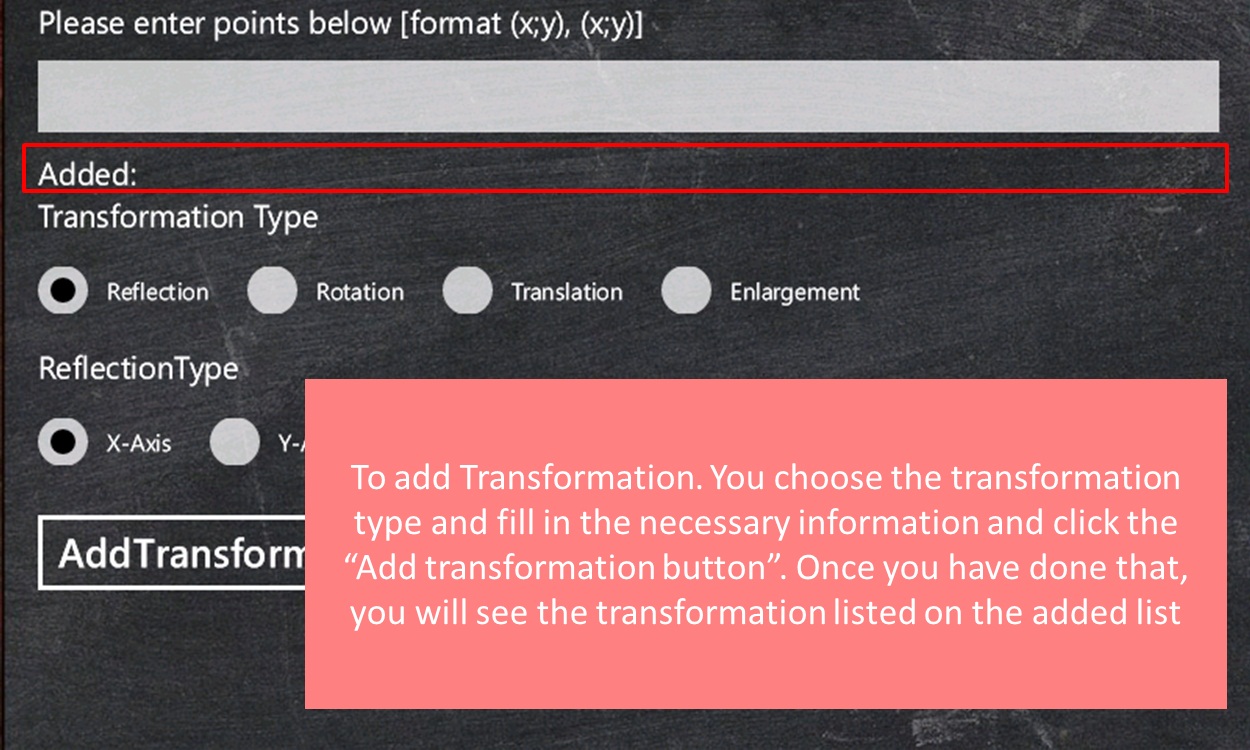 Please enter points below [format (x;y), (x;y)]
Added:
Transformation Type
Reflection Rotation Translation Enlargement
ReflectionType
X-Axis
AddTransform
To add Transformation. You choose the transformation
type and fill in the necessary information and click the
“Add transformation button”. Once you have done that,
you will see the transformation listed on the added list